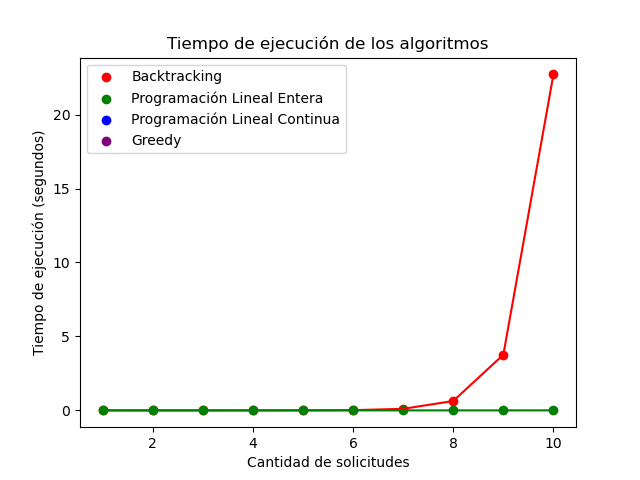 Tiempo de ejecución de los algoritmos
Backtracking
Programación Lineal Entera
Programación Lineal Continua
Greedy
Tiempo de ejecución (segundos)
20
15
10
5
0
2
4
6
8
10
Cantidad de solicitudes